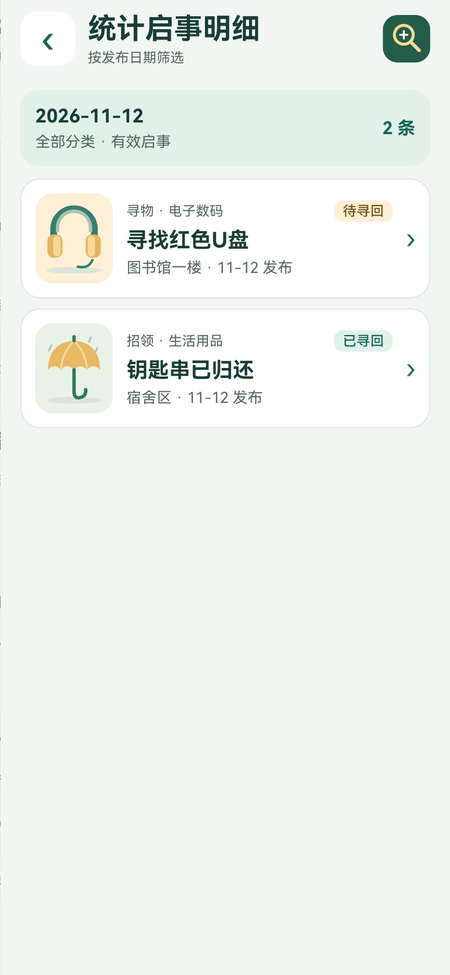 统计启事明细
按发布日期筛选
2026-11-12
全部分类 · 有效启事
2 条
寻物 · 电子数码
待寻回
寻找红色U盘
图书馆一楼 · 11-12 发布
招领 · 生活用品
已寻回
钥匙串已归还
宿舍区 · 11-12 发布